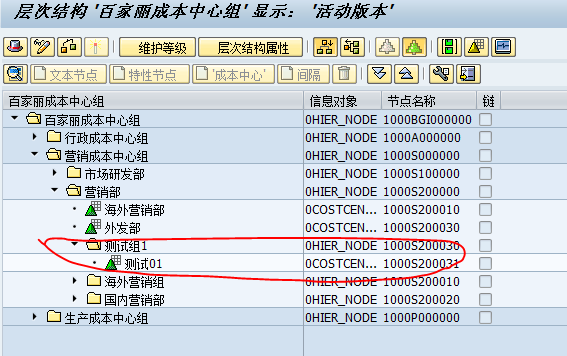 层次结构 '百家丽成本中心组' 显示： '活动版本'
维护等级 层次结构属性
文本节点 特性节点 '成本中心' 间隔
百家丽成本中心组 信息对象 节点名称 链
百家丽成本中心组 0HIER_NODE 1000BGI000000
行政成本中心组 0HIER_NODE 1000A000000
营销成本中心组 0HIER_NODE 1000S000000
市场研发部 0HIER_NODE 1000S100000
营销部 0HIER_NODE 1000S200000
海外营销部 0COSTCEN... 1000S200010
外发部 0COSTCEN... 1000S200030
测试组1 0HIER_NODE 1000S200030
测试01 0COSTCEN... 1000S200031
海外营销组 0HIER_NODE 1000S200010
国内营销部 0HIER_NODE 1000S200020
生产成本中心组 0HIER_NODE 1000P000000